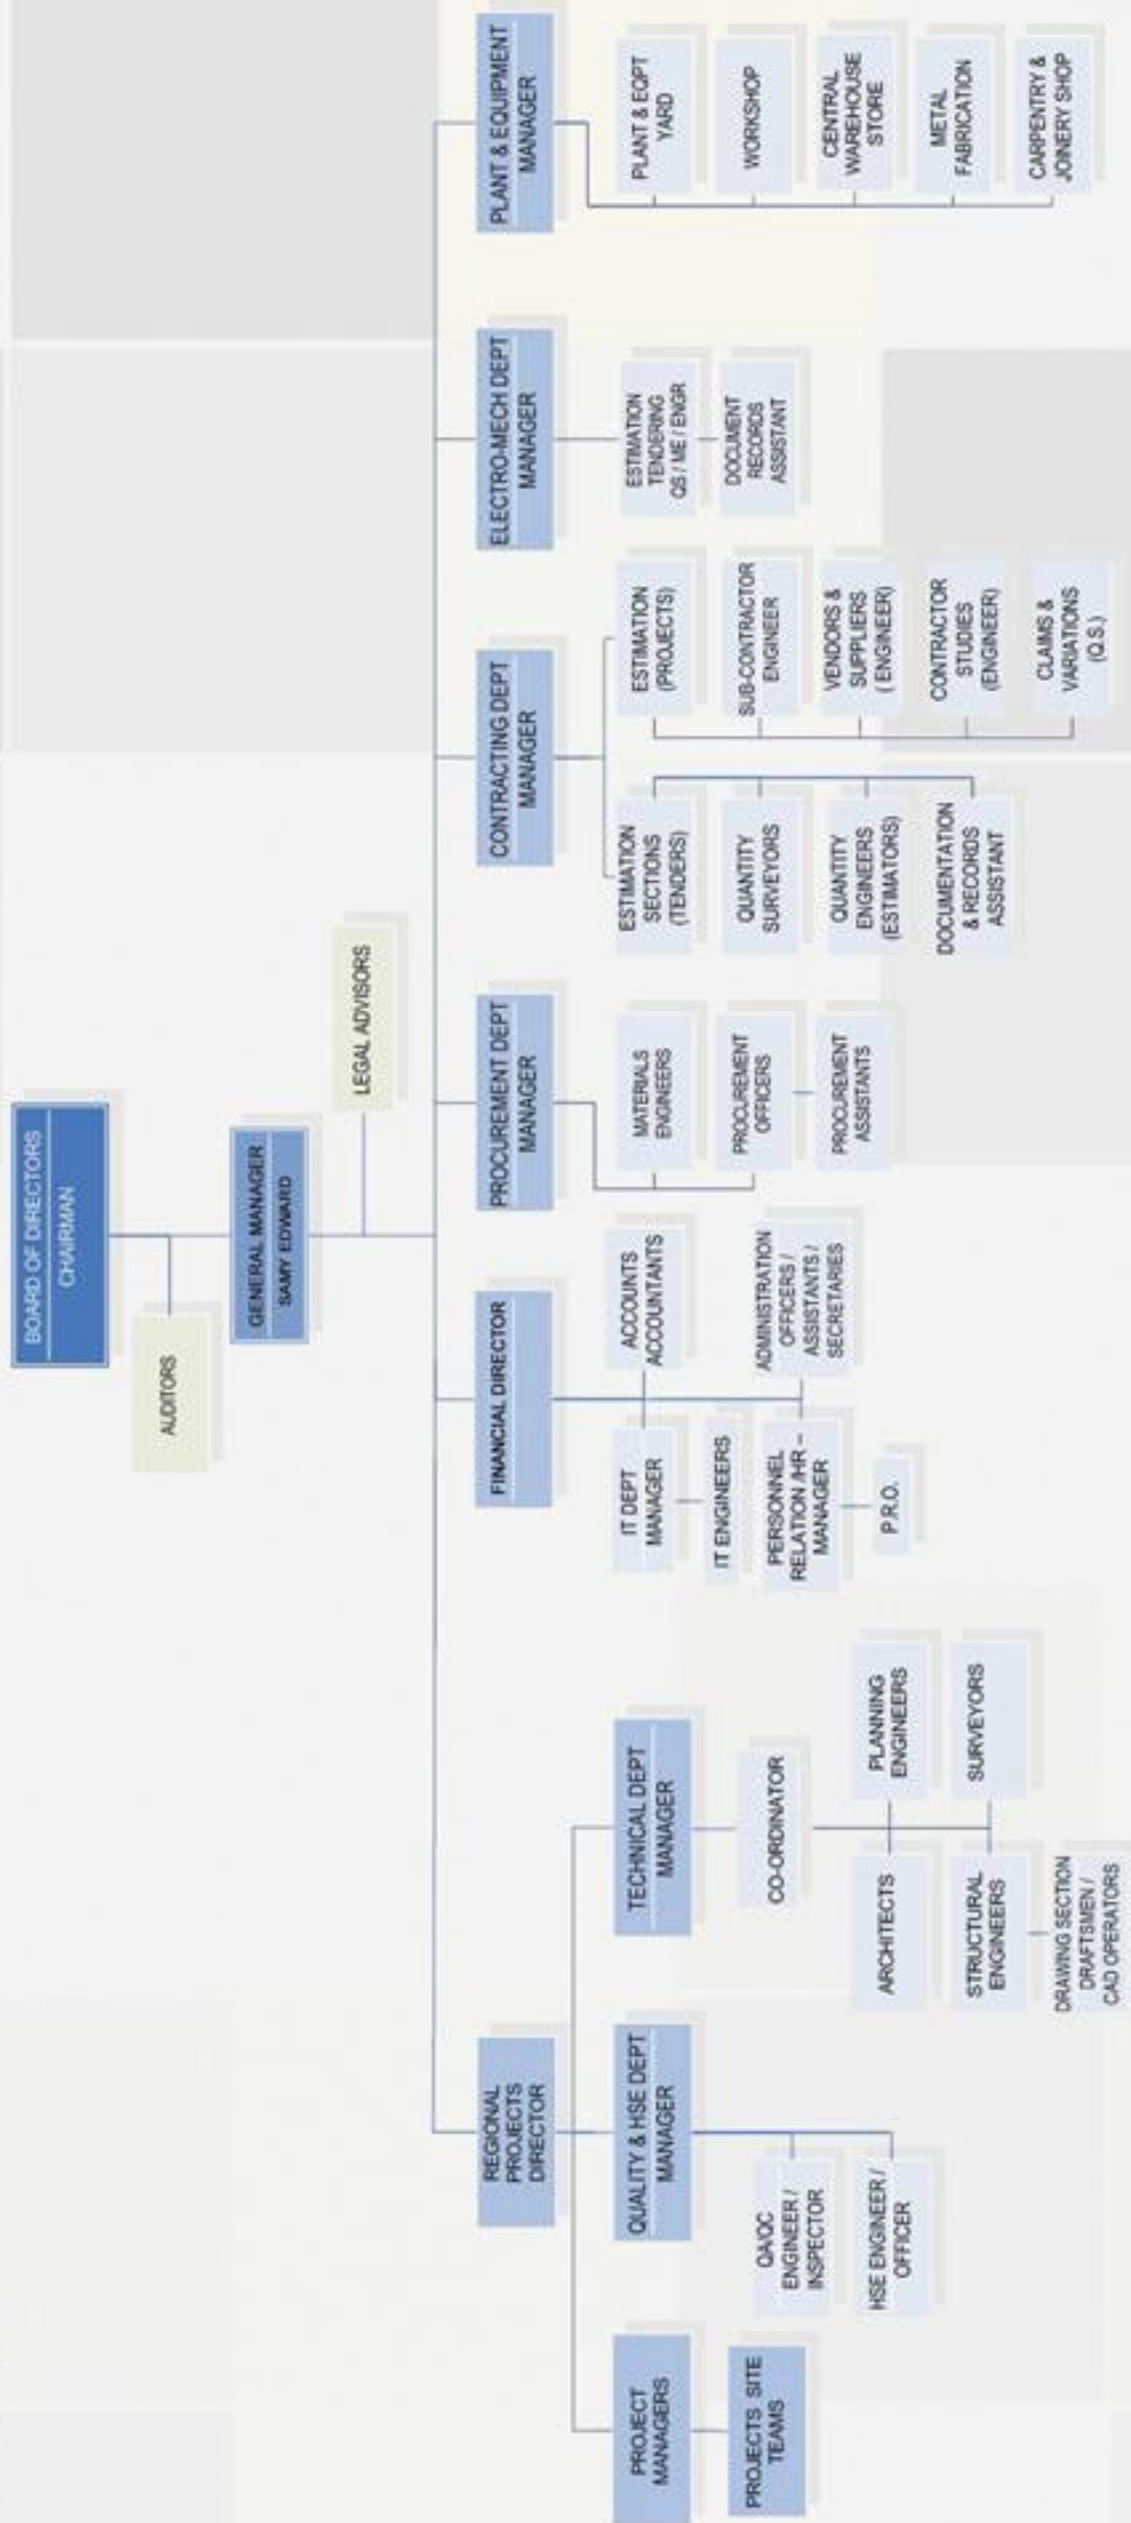 BOARD OF DIRECTORS
CHAIRMAN
AUDITORS
GENERAL MANAGER
SAMY EDWARD
LEGAL ADVISORS
REGIONAL
PROJECTS
DIRECTOR
FINANCIAL DIRECTOR
PROCUREMENT DEPT
MANAGER
CONTRACTING DEPT
MANAGER
ELECTRO-MECH DEPT
MANAGER
PLANT & EQUIPMENT
MANAGER
PROJECT
MANAGERS
PROJECTS SITE
TEAMS
QUALITY & HSE DEPT
MANAGER
QA/QC
ENGINEER /
INSPECTOR
HSE ENGINEER /
OFFICER
TECHNICAL DEPT
MANAGER
CO-ORDINATOR
ARCHITECTS
PLANNING
ENGINEERS
STRUCTURAL
ENGINEERS
SURVEYORS
DRAWING SECTION
DRAFTSMEN /
CAD OPERATORS
IT DEPT
MANAGER
IT ENGINEERS
ACCOUNTS
ACCOUNTANTS
PERSONNEL
RELATION /HR –
MANAGER
P.R.O.
ADMINISTRATION
OFFICERS /
ASSISTANTS /
SECRETARIES
MATERIALS
ENGINEERS
PROCUREMENT
OFFICERS
PROCUREMENT
ASSISTANTS
ESTIMATION
SECTIONS
(TENDERS)
QUANTITY
SURVEYORS
QUANTITY
ENGINEERS
(ESTIMATORS)
DOCUMENTATION
& RECORDS
ASSISTANT
ESTIMATION
(PROJECTS)
SUB-CONTRACTOR
ENGINEER
VENDORS &
SUPPLIERS
( ENGINEER)
CONTRACTOR
STUDIES
(ENGINEER)
CLAIMS &
VARIATIONS
(Q.S.)
ESTIMATION
TENDERING
QS / ME / ENGR
DOCUMENT
RECORDS
ASSISTANT
PLANT & EQPT
YARD
WORKSHOP
CENTRAL
WAREHOUSE
STORE
METAL
FABRICATION
CARPENTRY &
JOINERY SHOP